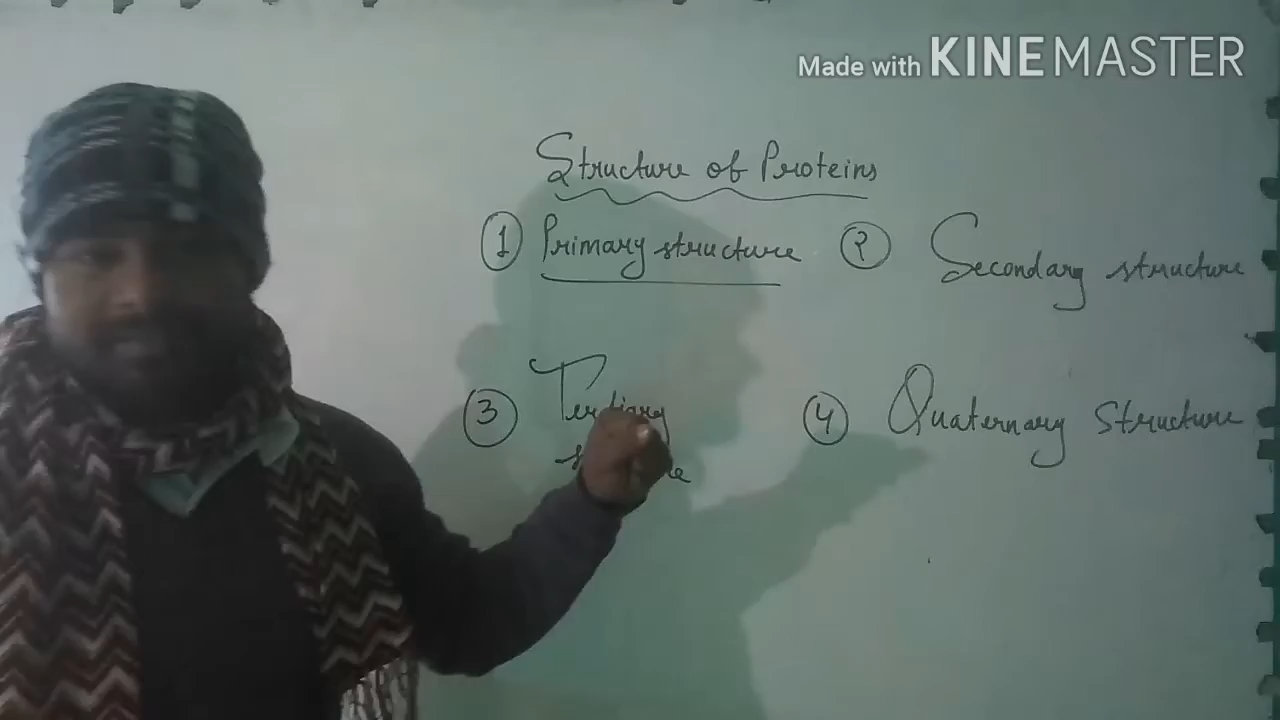 Made with KINEMASTER
Structure of Proteins
① Primary structure
② Secondary structure
③ Tertiary
④ Quaternary Structure